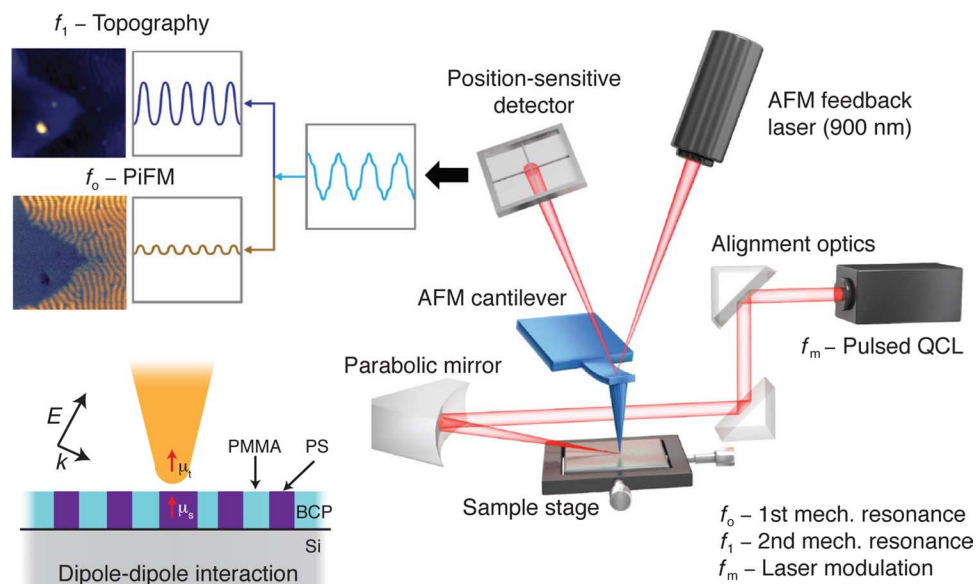 f₁ – Topography
fₒ – PiFM
Position-sensitive
detector
AFM feedback
laser (900 nm)
Alignment optics
AFM cantilever
fₘ – Pulsed QCL
Parabolic mirror
Sample stage
E
k
μₜ
PMMA
PS
μₛ
BCP
Si
Dipole-dipole interaction
fₒ - 1st mech. resonance
f₁ - 2nd mech. resonance
fₘ – Laser modulation